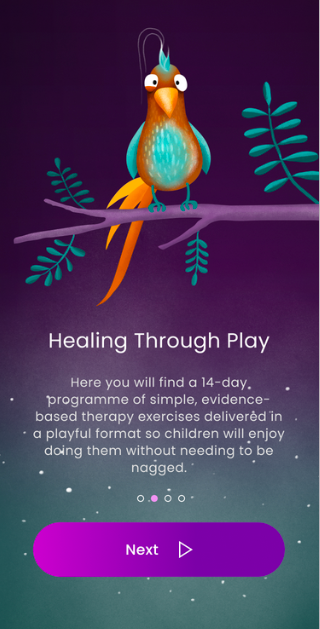 Healing Through Play
Here you will find a 14-day
programme of simple, evidence-
based therapy exercises delivered in
a playful format so children will enjoy
doing them without needing to be
nagged.
Next